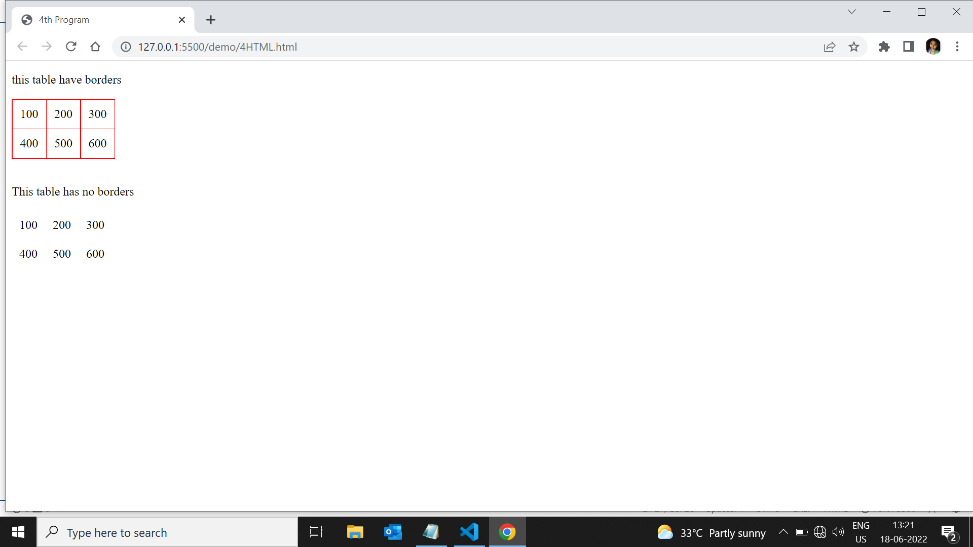 4th Program
127.0.0.1:5500/demo/4HTML.html
this table have borders
100 200 300
400 500 600
This table has no borders
100 200 300
400 500 600
Type here to search
33°C Partly sunny
ENG
US
13:21
18-06-2022
2